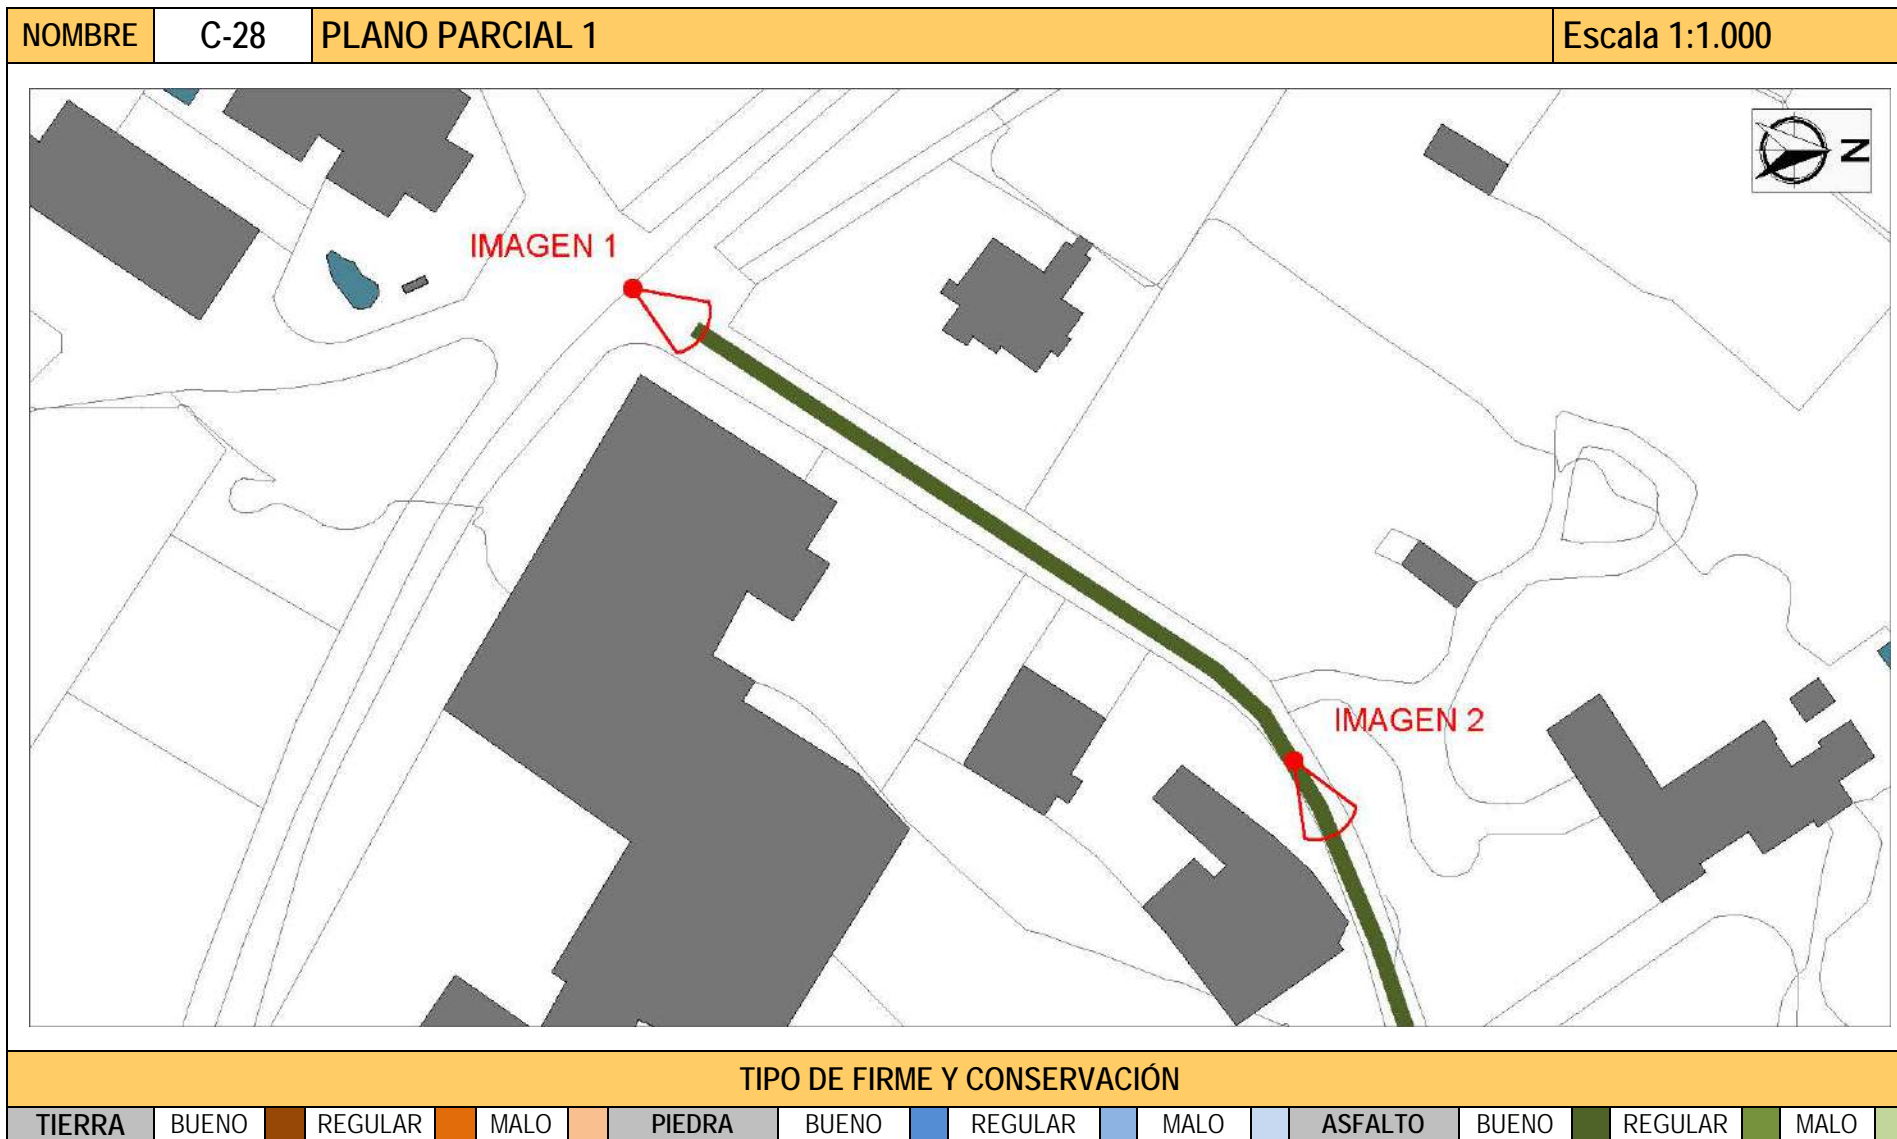 NOMBRE C-28 PLANO PARCIAL 1 Escala 1:1.000
N
IMAGEN 1
IMAGEN 2
TIPO DE FIRME Y CONSERVACIÓN
TIERRA BUENO REGULAR MALO PIEDRA BUENO REGULAR MALO ASFALTO BUENO REGULAR MALO